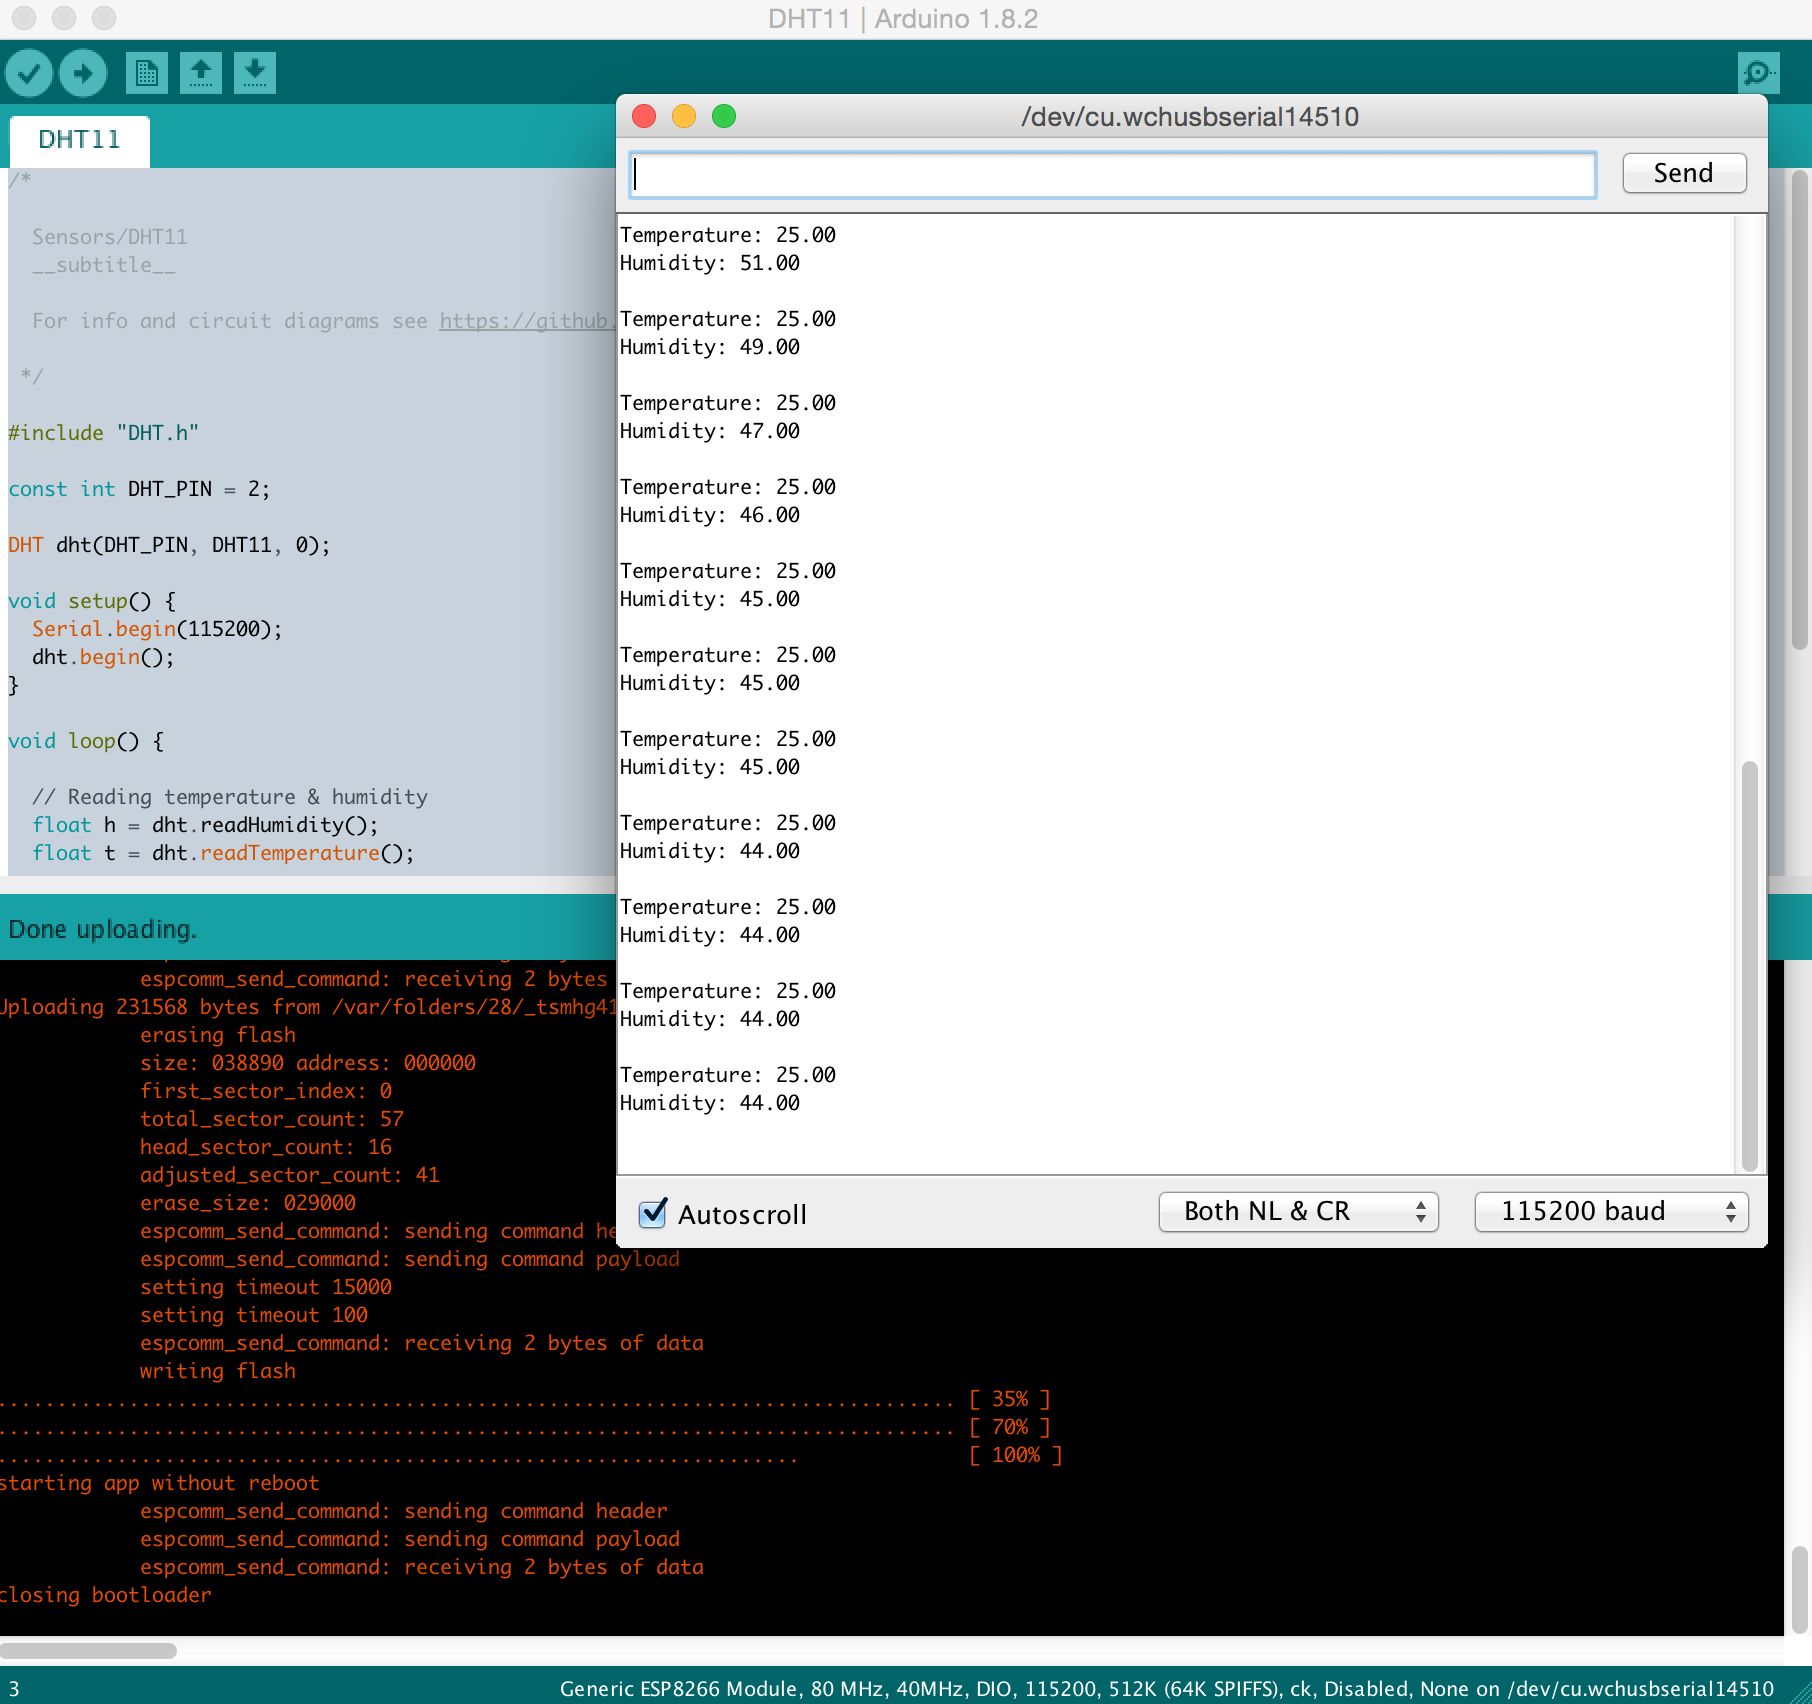 DHT11 | Arduino 1.8.2
DHT11
/*
Sensors/DHT11
__subtitle__
For info and circuit diagrams see https://github.
*/
#include "DHT.h"
const int DHT_PIN = 2;
DHT dht(DHT_PIN, DHT11, 0);
void setup() {
Serial.begin(115200);
dht.begin();
}
void loop() {
// Reading temperature & humidity
float h = dht.readHumidity();
float t = dht.readTemperature();
/dev/cu.wchusbserial14510
Send
Temperature: 25.00
Humidity: 51.00
Temperature: 25.00
Humidity: 49.00
Temperature: 25.00
Humidity: 47.00
Temperature: 25.00
Humidity: 46.00
Temperature: 25.00
Humidity: 45.00
Temperature: 25.00
Humidity: 45.00
Temperature: 25.00
Humidity: 45.00
Temperature: 25.00
Humidity: 44.00
Temperature: 25.00
Humidity: 44.00
Temperature: 25.00
Humidity: 44.00
Temperature: 25.00
Humidity: 44.00
Autoscroll
Both NL & CR
115200 baud
Done uploading.
espcomm_send_command: receiving 2 bytes
Uploading 231568 bytes from /var/folders/28/_tsmhg41
erasing flash
size: 038890 address: 000000
first_sector_index: 0
total_sector_count: 57
head_sector_count: 16
adjusted_sector_count: 41
erase_size: 029000
espcomm_send_command: sending command he
espcomm_send_command: sending command payload
setting timeout 15000
setting timeout 100
espcomm_send_command: receiving 2 bytes of data
writing flash
................................................................................ [ 35% ]
................................................................................ [ 70% ]
................................................................... [ 100% ]
starting app without reboot
espcomm_send_command: sending command header
espcomm_send_command: sending command payload
espcomm_send_command: receiving 2 bytes of data
closing bootloader
3
Generic ESP8266 Module, 80 MHz, 40MHz, DIO, 115200, 512K (64K SPIFFS), ck, Disabled, None on /dev/cu.wchusbserial14510